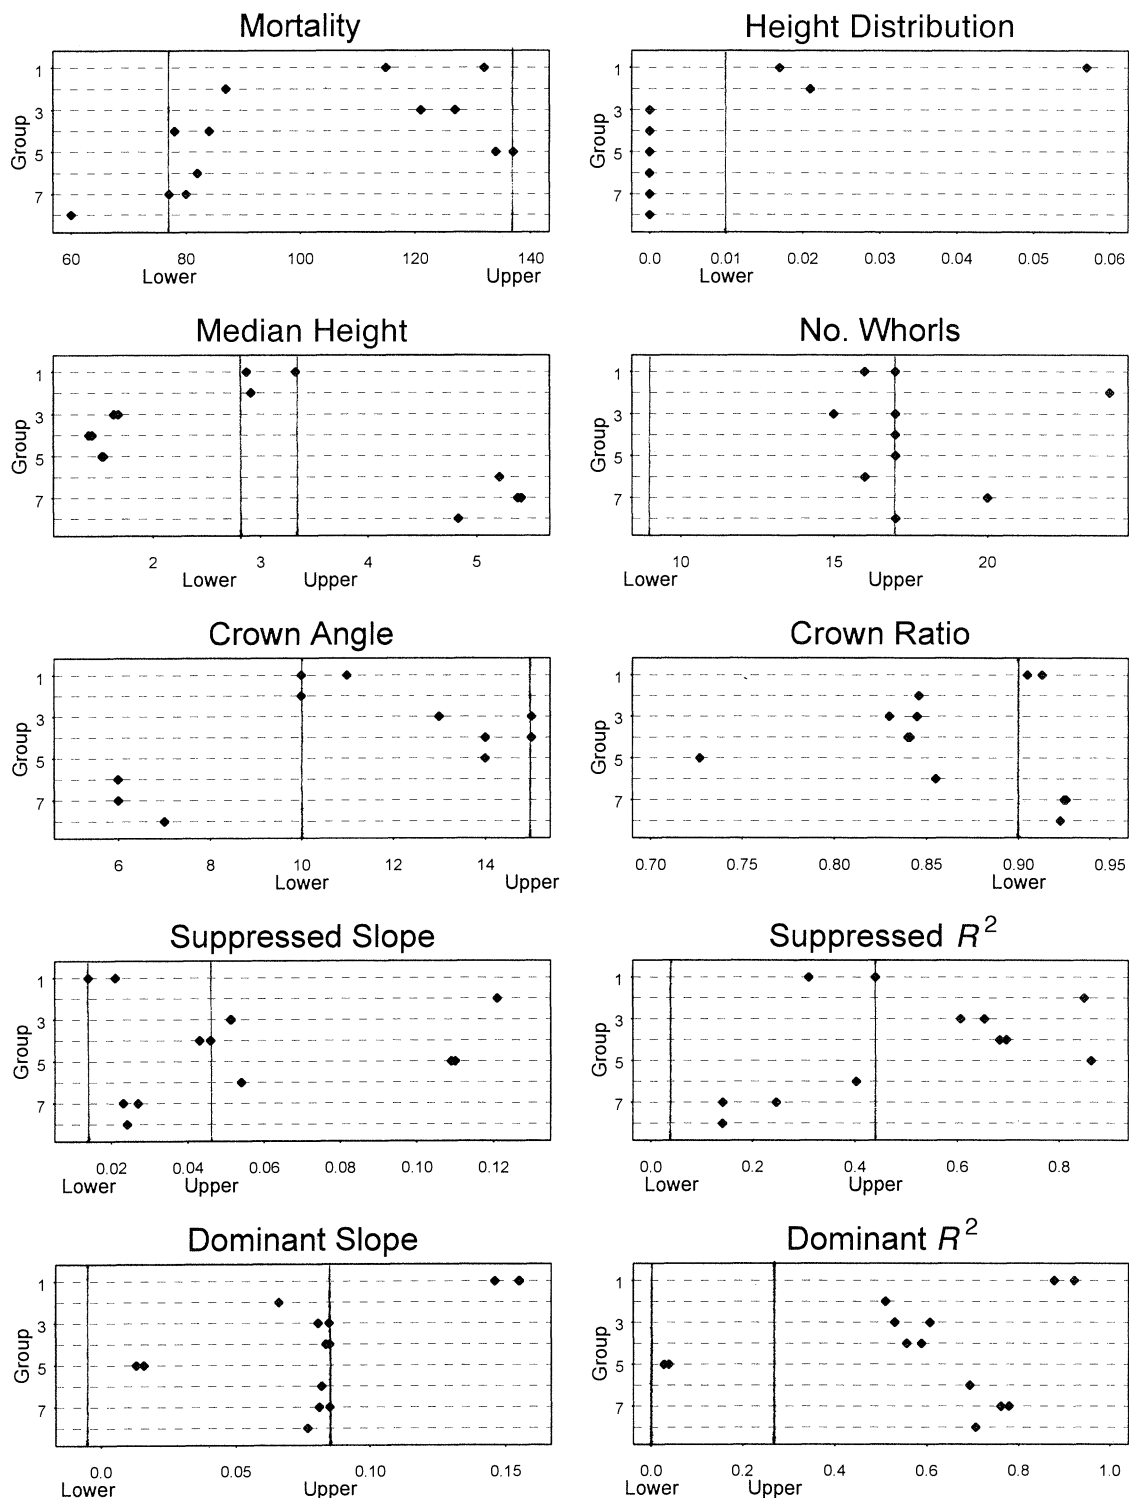 Mortality
Group
1
3
5
7
60 80 100 120 140
Lower Upper
Height Distribution
Group
1
3
5
7
0.0 0.01 0.02 0.03 0.04 0.05 0.06
Lower
Median Height
Group
1
3
5
7
2 3 4 5
Lower Upper
No. Whorls
Group
1
3
5
7
10 15 20
Lower Upper
Crown Angle
Group
1
3
5
7
6 8 10 12 14
Lower Upper
Crown Ratio
Group
1
3
5
7
0.70 0.75 0.80 0.85 0.90 0.95
Lower
Suppressed Slope
Group
1
3
5
7
0.02 0.04 0.06 0.08 0.10 0.12
Lower Upper
Suppressed R²
Group
1
3
5
7
0.0 0.2 0.4 0.6 0.8
Lower Upper
Dominant Slope
Group
1
3
5
7
0.0 0.05 0.10 0.15
Lower Upper
Dominant R²
Group
1
3
5
7
0.0 0.2 0.4 0.6 0.8 1.0
Lower Upper